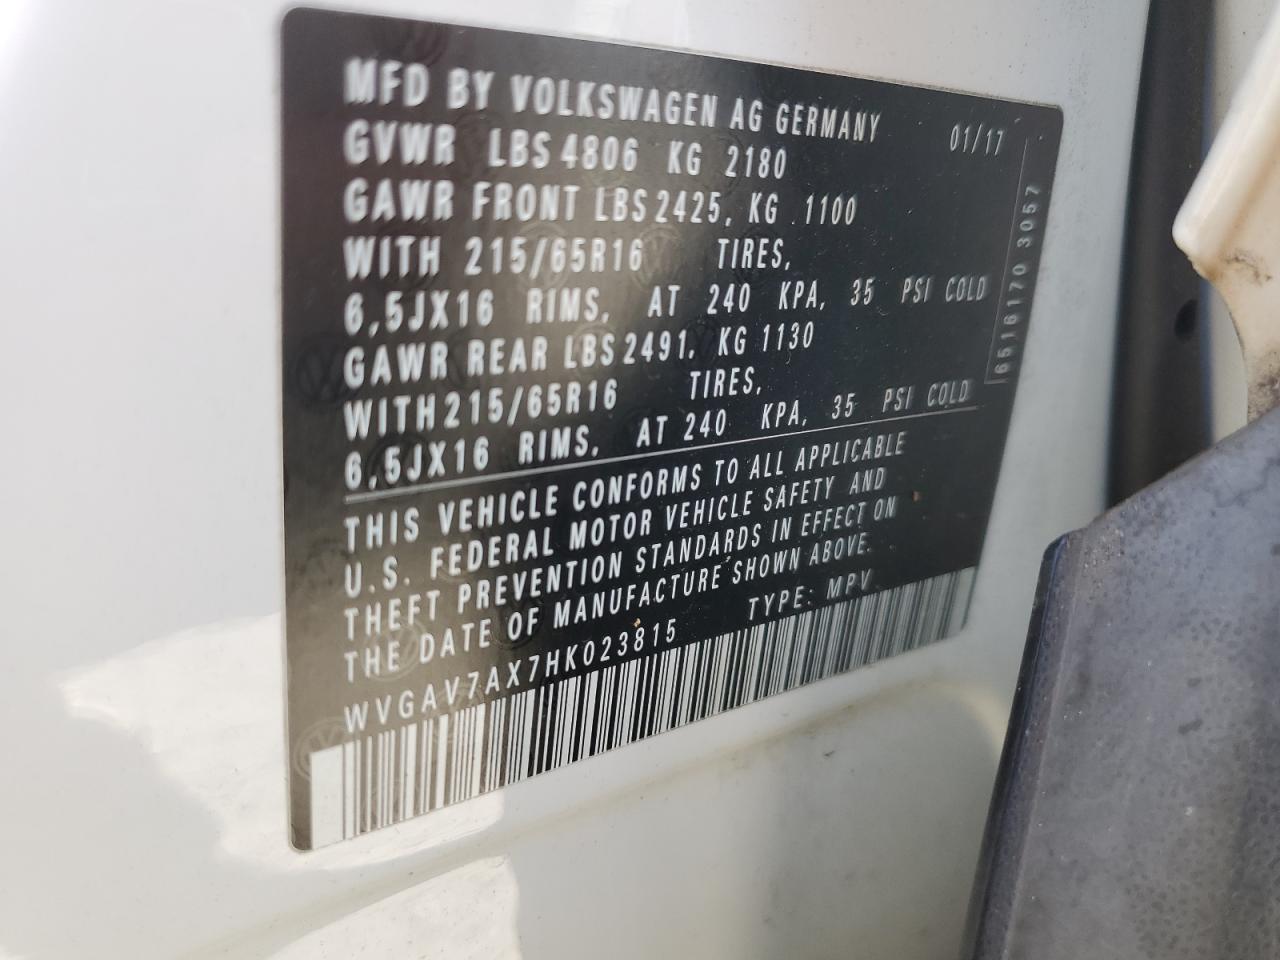 MFD BY VOLKSWAGEN AG GERMANY 01/17
GVWR LBS 4806 KG 2180
GAWR FRONT LBS 2425, KG 1100
WITH 215/65R16 TIRES,
6,5JX16 RIMS, AT 240 KPA, 35 PSI COLD
GAWR REAR LBS 2491, KG 1130
WITH 215/65R16 TIRES,
6,5JX16 RIMS, AT 240 KPA, 35 PSI COLD
THIS VEHICLE CONFORMS TO ALL APPLICABLE
U.S. FEDERAL MOTOR VEHICLE SAFETY AND
THEFT PREVENTION STANDARDS IN EFFECT ON
THE DATE OF MANUFACTURE SHOWN ABOVE.
WVGAV7AX7HK023815 TYPE: MPV
6516170 3057